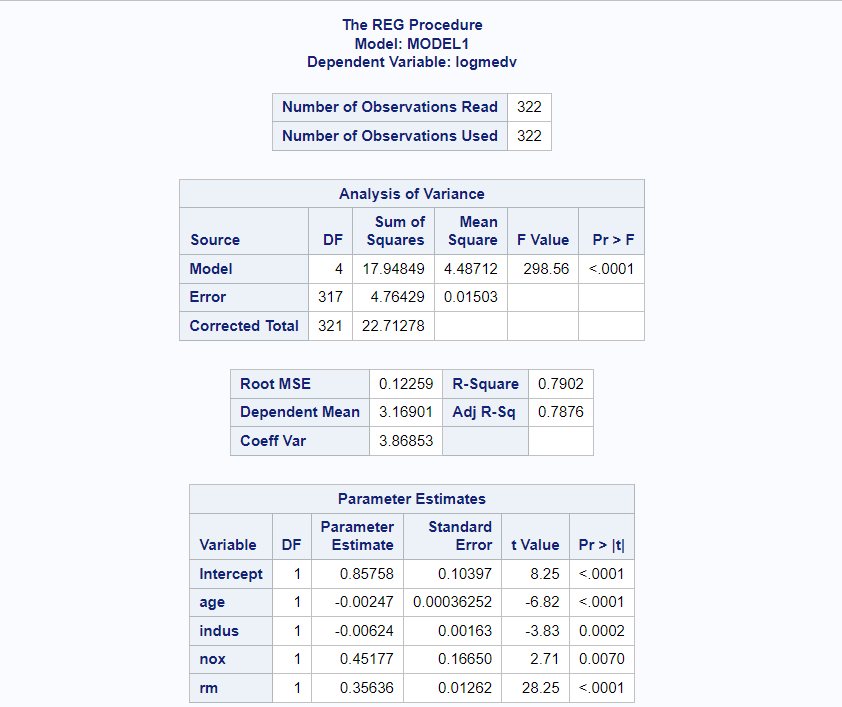 The REG Procedure
Model: MODEL1
Dependent Variable: logmedv
Number of Observations Read 322
Number of Observations Used 322
Analysis of Variance
Source DF Sum of Squares Mean Square F Value Pr > F
Model 4 17.94849 4.48712 298.56 <.0001
Error 317 4.76429 0.01503
Corrected Total 321 22.71278
Root MSE 0.12259 R-Square 0.7902
Dependent Mean 3.16901 Adj R-Sq 0.7876
Coeff Var 3.86853
Parameter Estimates
Variable DF Parameter Estimate Standard Error t Value Pr > |t|
Intercept 1 0.85758 0.10397 8.25 <.0001
age 1 -0.00247 0.00036252 -6.82 <.0001
indus 1 -0.00624 0.00163 -3.83 0.0002
nox 1 0.45177 0.16650 2.71 0.0070
rm 1 0.35636 0.01262 28.25 <.0001